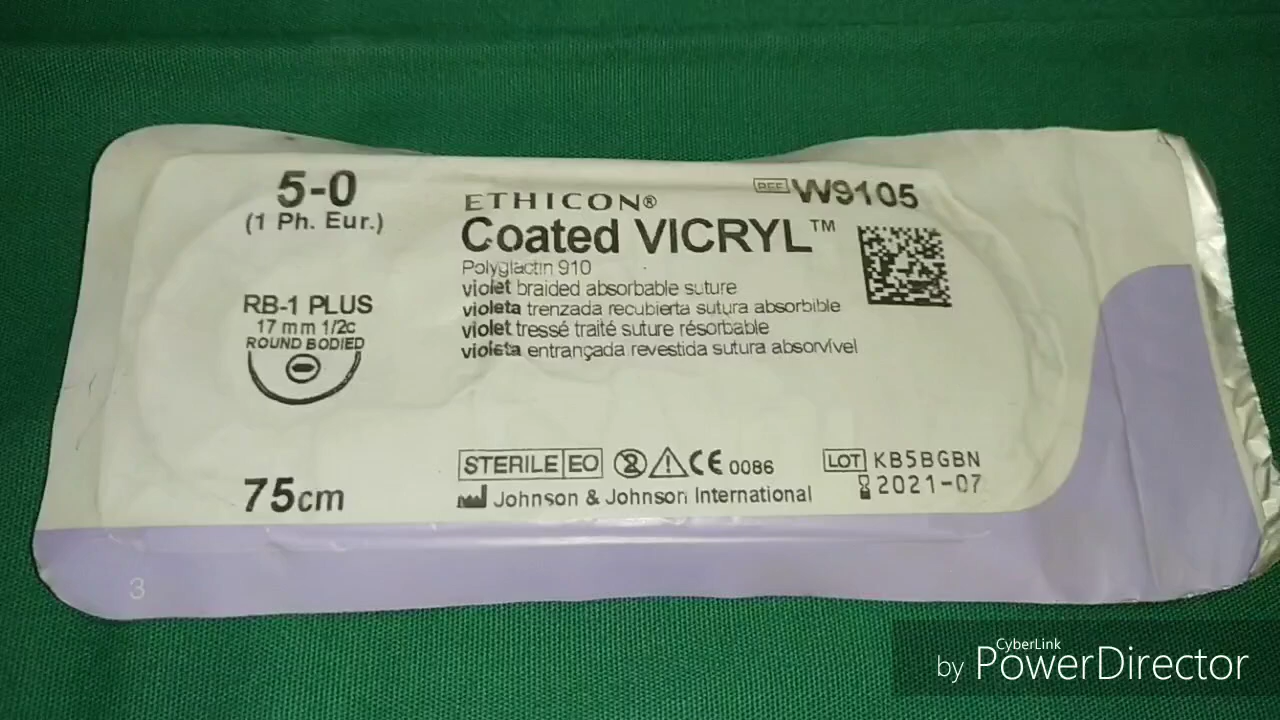 5-0
(1 Ph. Eur.)
RB-1 PLUS
17 mm 1/2c
ROUND BODIED
75cm
ETHICON®
Coated VICRYL™
Polyglactin 910
violet braided absorbable suture
violeta trenzada recubierta sutura absorbible
violet tressé traité suture résorbable
violeta entrançada revestida sutura absorvível
REF W9105
STERILE EO 2 CE 0086
Johnson & Johnson International
LOT KB5BGBN
2021-07
3
CyberLink
by PowerDirector